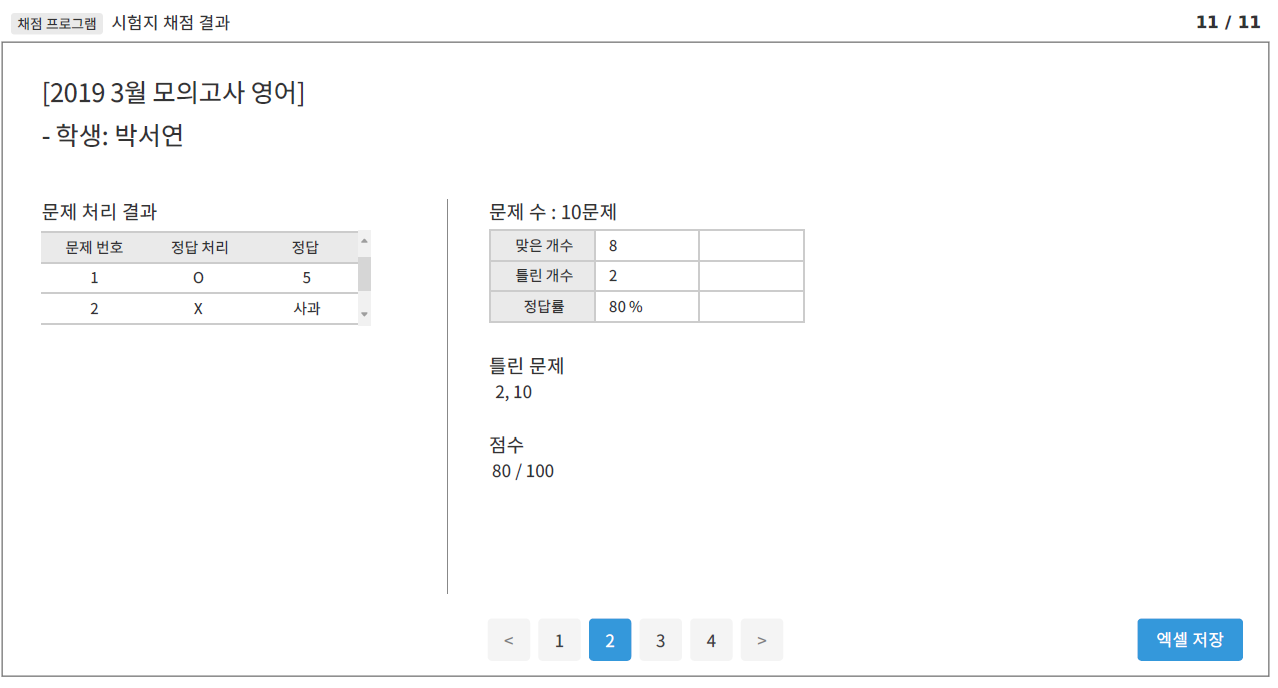 채점 프로그램 시험지 채점 결과 11 / 11
[2019 3월 모의고사 영어]
- 학생: 박서연
문제 처리 결과
문제 번호 정답 처리 정답
1 O 5
2 X 사과
문제 수 : 10문제
맞은 개수 8
틀린 개수 2
정답률 80 %
틀린 문제
2, 10
점수
80 / 100
< 1 2 3 4 >
엑셀 저장